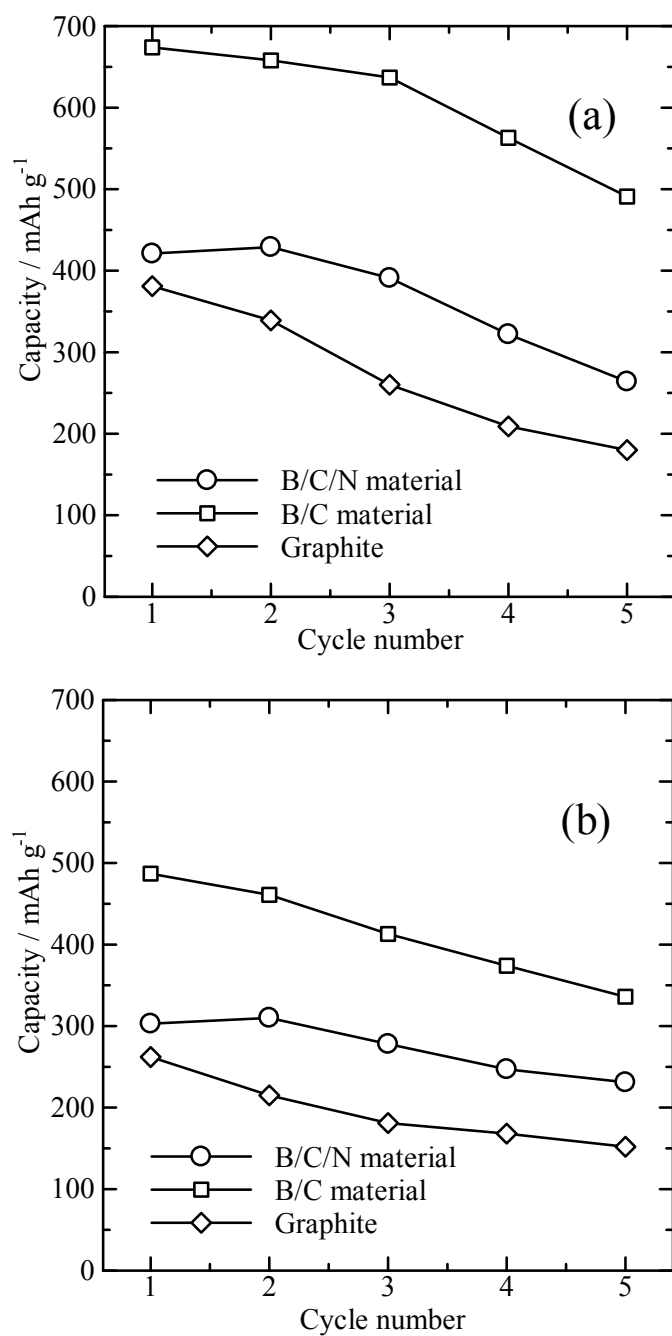 700
600
500
400
300
200
100
0
Capacity / mAh g⁻¹
(a)
B/C/N material
B/C material
Graphite
1 2 3 4 5
Cycle number
700
600
500
400
300
200
100
0
Capacity / mAh g⁻¹
(b)
B/C/N material
B/C material
Graphite
1 2 3 4 5
Cycle number